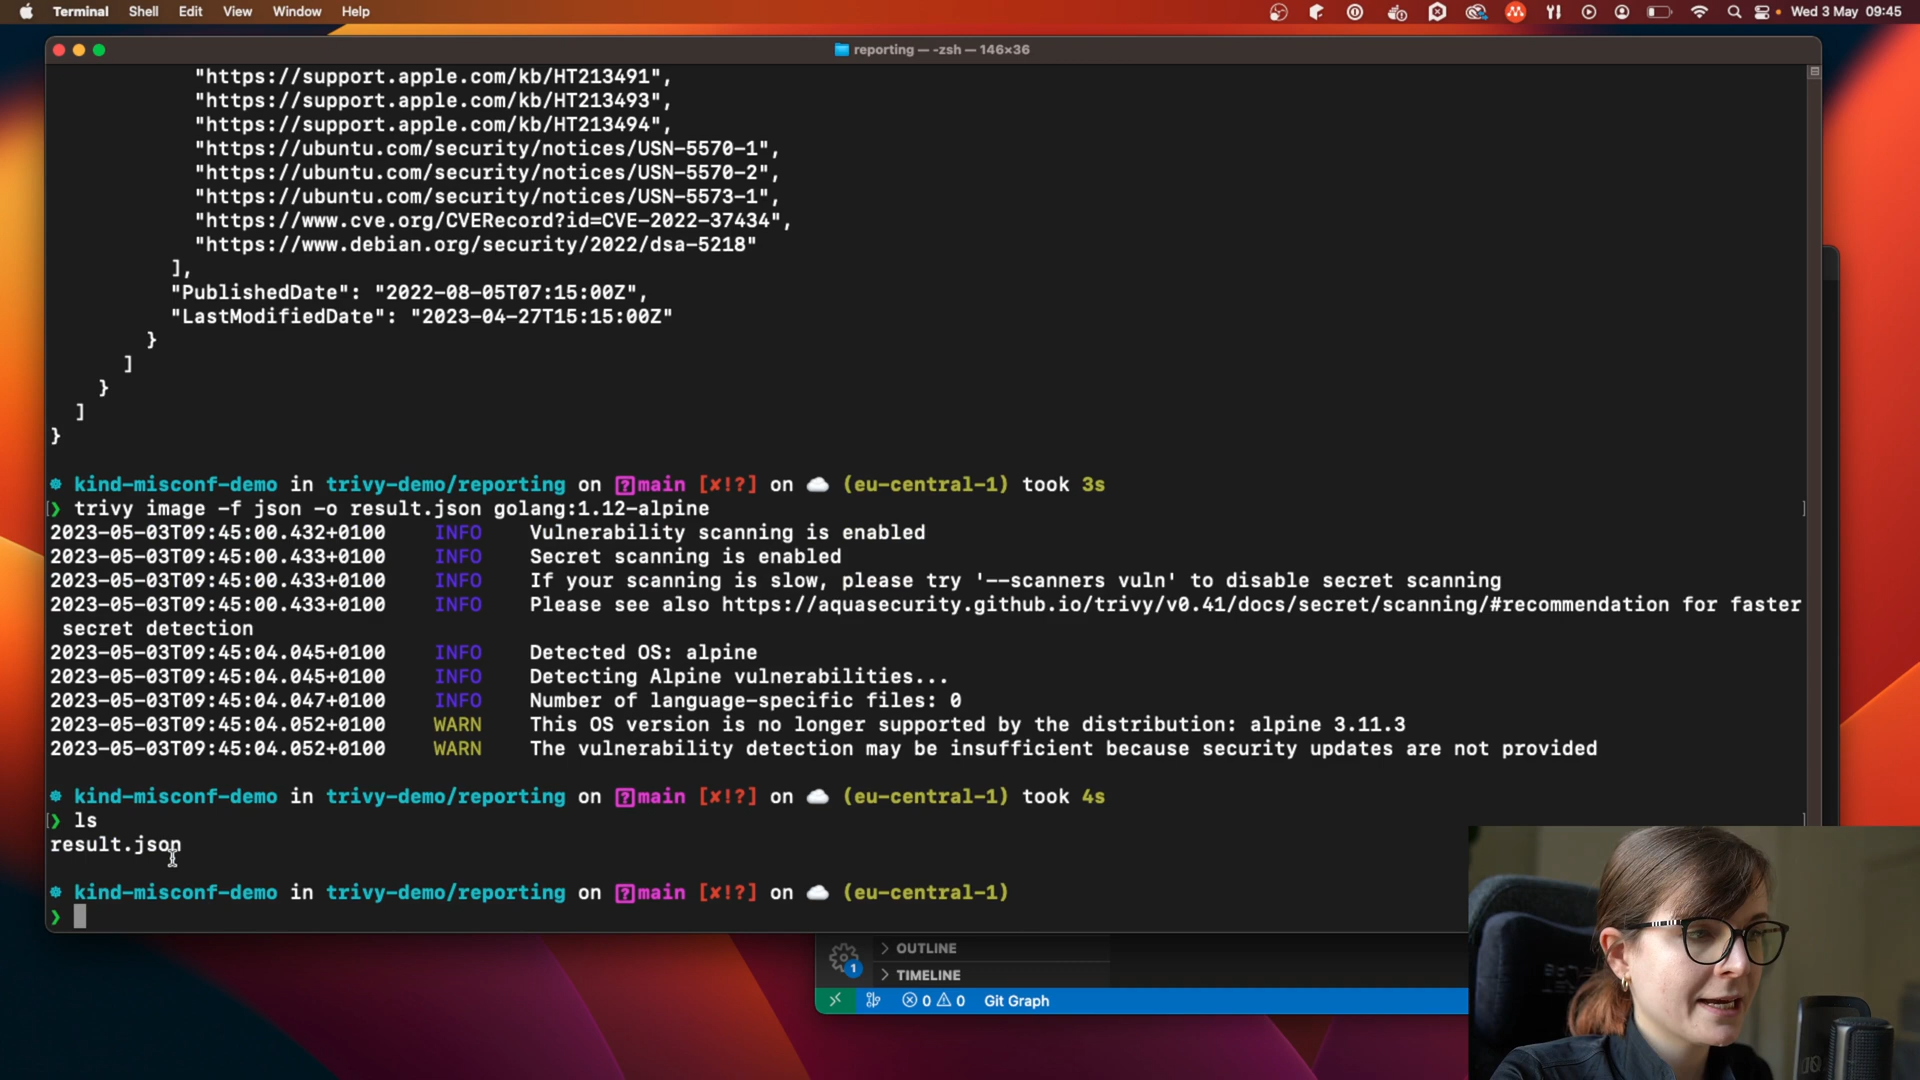 Terminal Shell Edit View Window Help
Wed 3 May 09:45
reporting — -zsh — 146×36
"https://support.apple.com/kb/HT213491",
"https://support.apple.com/kb/HT213493",
"https://support.apple.com/kb/HT213494",
"https://ubuntu.com/security/notices/USN-5570-1",
"https://ubuntu.com/security/notices/USN-5570-2",
"https://ubuntu.com/security/notices/USN-5573-1",
"https://www.cve.org/CVERecord?id=CVE-2022-37434",
"https://www.debian.org/security/2022/dsa-5218"
],
"PublishedDate": "2022-08-05T07:15:00Z",
"LastModifiedDate": "2023-04-27T15:15:00Z"
}
]
}
]
}
kind-misconf-demo in trivy-demo/reporting on [?]main [✘!?] on ☁️ (eu-central-1) took 3s
[❯ trivy image -f json -o result.json golang:1.12-alpine ]
2023-05-03T09:45:00.432+0100 INFO Vulnerability scanning is enabled
2023-05-03T09:45:00.433+0100 INFO Secret scanning is enabled
2023-05-03T09:45:00.433+0100 INFO If your scanning is slow, please try '--scanners vuln' to disable secret scanning
2023-05-03T09:45:00.433+0100 INFO Please see also https://aquasecurity.github.io/trivy/v0.41/docs/secret/scanning/#recommendation for faster
secret detection
2023-05-03T09:45:04.045+0100 INFO Detected OS: alpine
2023-05-03T09:45:04.045+0100 INFO Detecting Alpine vulnerabilities...
2023-05-03T09:45:04.047+0100 INFO Number of language-specific files: 0
2023-05-03T09:45:04.052+0100 WARN This OS version is no longer supported by the distribution: alpine 3.11.3
2023-05-03T09:45:04.052+0100 WARN The vulnerability detection may be insufficient because security updates are not provided
kind-misconf-demo in trivy-demo/reporting on [?]main [✘!?] on ☁️ (eu-central-1) took 4s
[❯ ls ]
result.json
kind-misconf-demo in trivy-demo/reporting on [?]main [✘!?] on ☁️ (eu-central-1)
❯
> OUTLINE
1
> TIMELINE
0 0 Git Graph